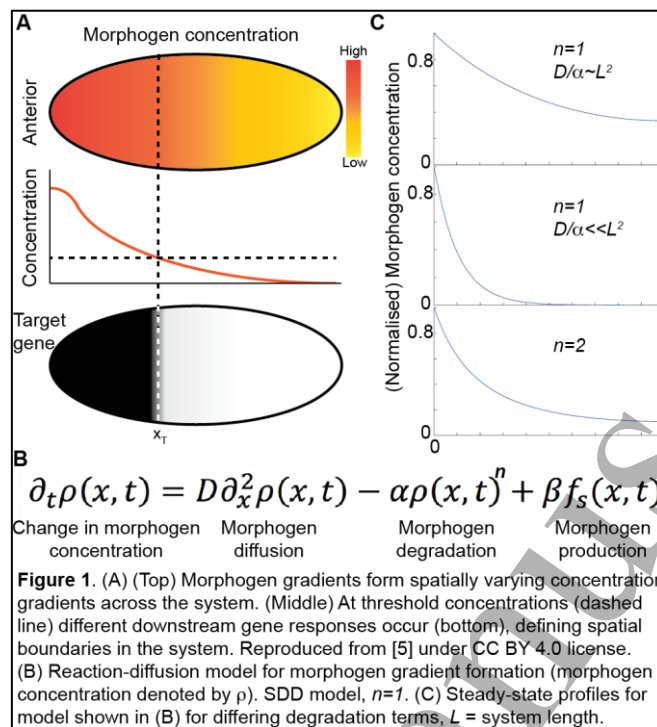 A
Morphogen concentration
High
Low
Anterior
Concentration
Target
gene
x_T
C
(Normalised) Morphogen concentration
0.8
n=1
D/α~L²
0
0.8
n=1
D/α<<L²
0
0.8
n=2
0
0
B
∂ₜρ(x, t) = D∂ₓ²ρ(x, t) − αρ(x, t)ⁿ + βfₛ(x, t)
Change in morphogen
concentration
Morphogen
diffusion
Morphogen
degradation
Morphogen
production
Figure 1. (A) (Top) Morphogen gradients form spatially varying concentration
gradients across the system. (Middle) At threshold concentrations (dashed
line) different downstream gene responses occur (bottom), defining spatial
boundaries in the system. Reproduced from [5] under CC BY 4.0 license.
(B) Reaction-diffusion model for morphogen gradient formation (morphogen
concentration denoted by ρ). SDD model, n=1. (C) Steady-state profiles for
model shown in (B) for differing degradation terms, L = system length.